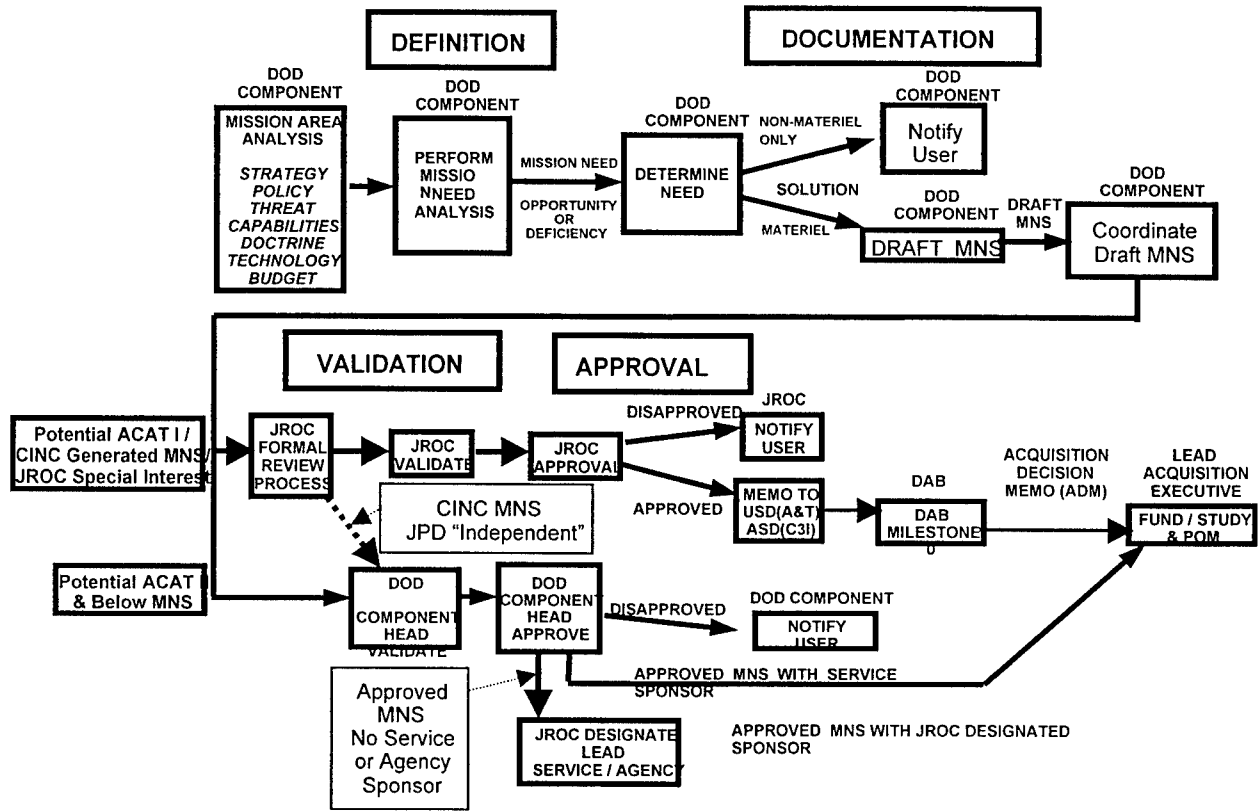 DEFINITION
DOCUMENTATION
DOD
COMPONENT
MISSION AREA
ANALYSIS
STRATEGY
POLICY
THREAT
CAPABILITIES
DOCTRINE
TECHNOLOGY
BUDGET
DOD
COMPONENT
PERFORM
MISSIO
NNEED
ANALYSIS
MISSION NEED
OPPORTUNITY
OR
DEFICIENCY
DOD
COMPONENT
DETERMINE
NEED
NON-MATERIEL
ONLY
SOLUTION
MATERIEL
DOD
COMPONENT
Notify
User
DOD
COMPONENT
DRAFT MNS
DRAFT
MNS
DOD
COMPONENT
Coordinate
Draft MNS
VALIDATION
APPROVAL
Potential ACAT I /
CINC Generated MNS/
JROC Special Interest
JROC
FORMAL
REVIEW
PROCESS
JROC
VALIDATE
JROC
APPROVAL
DISAPPROVED
JROC
NOTIFY
USER
APPROVED
MEMO TO
USD(A&T)
ASD(C3I)
DAB
DAB
MILESTONE
0
ACQUISITION
DECISION
MEMO (ADM)
LEAD
ACQUISITION
EXECUTIVE
FUND / STUDY
& POM
CINC MNS
JPD “Independent”
Potential ACAT I
& Below MNS
DOD
COMPONENT
HEAD
VALIDATE
DOD
COMPONENT
HEAD
APPROVE
DISAPPROVED
DOD COMPONENT
NOTIFY
USER
APPROVED MNS WITH SERVICE
SPONSOR
Approved
MNS
No Service
or Agency
Sponsor
JROC DESIGNATE
LEAD
SERVICE / AGENCY
APPROVED MNS WITH JROC DESIGNATED
SPONSOR